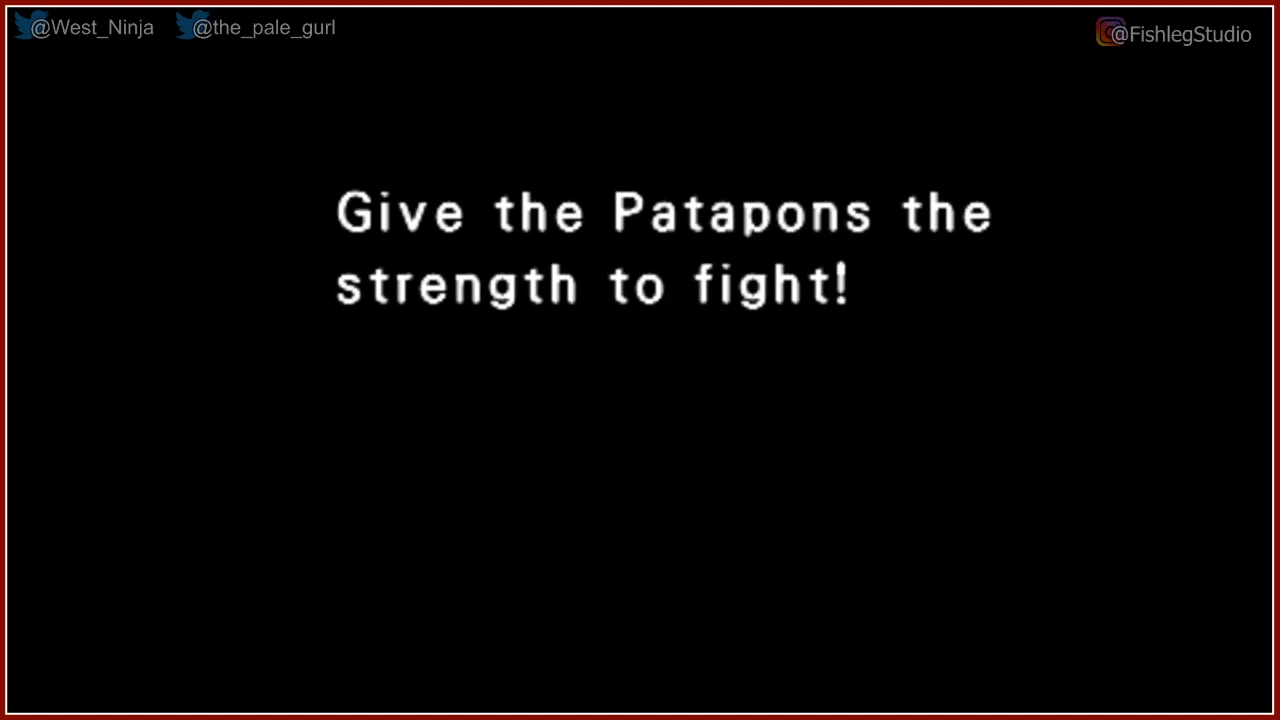 @West_Ninja @the_pale_gurl @FishlegStudio
Give the Patapons the
strength to fight!